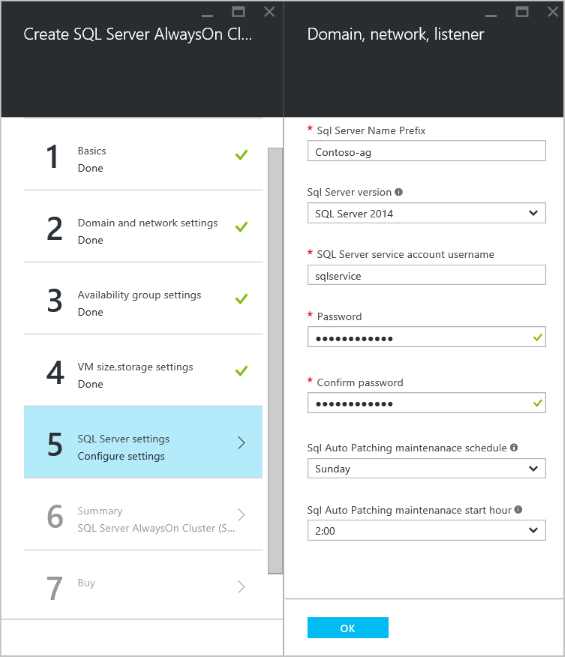 Create SQL Server AlwaysOn Cl...
1
Basics
Done
2
Domain and network settings
Done
3
Availability group settings
Done
4
VM size,storage settings
Done
5
SQL Server settings
Configure settings
6
Summary
SQL Server AlwaysOn Cluster (S...
7
Buy
Domain, network, listener
* Sql Server Name Prefix
Contoso-ag
Sql Server version
SQL Server 2014
* SQL Server service account username
sqlservice
* Password
●●●●●●●●●●●●
* Confirm password
●●●●●●●●●●●●
Sql Auto Patching maintenanace schedule
Sunday
Sql Auto Patching maintenanace start hour
2:00
OK